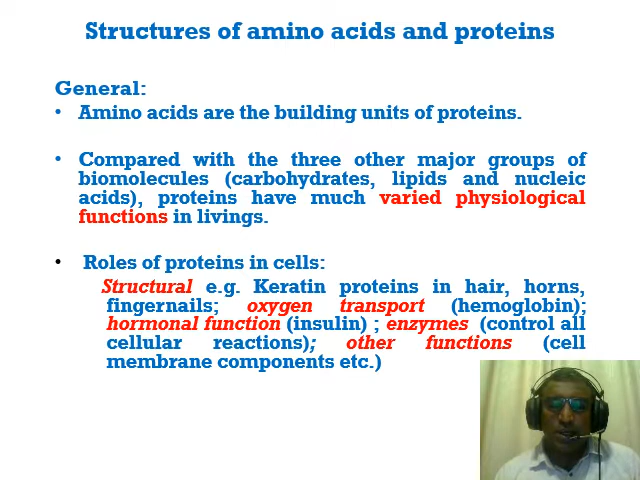 Structures of amino acids and proteins
General:
• Amino acids are the building units of proteins.
• Compared with the three other major groups of
biomolecules (carbohydrates, lipids and nucleic
acids), proteins have much varied physiological
functions in livings.
• Roles of proteins in cells:
Structural e.g. Keratin proteins in hair, horns,
fingernails; oxygen transport (hemoglobin);
hormonal function (insulin) ; enzymes (control all
cellular reactions); other functions (cell
membrane components etc.)